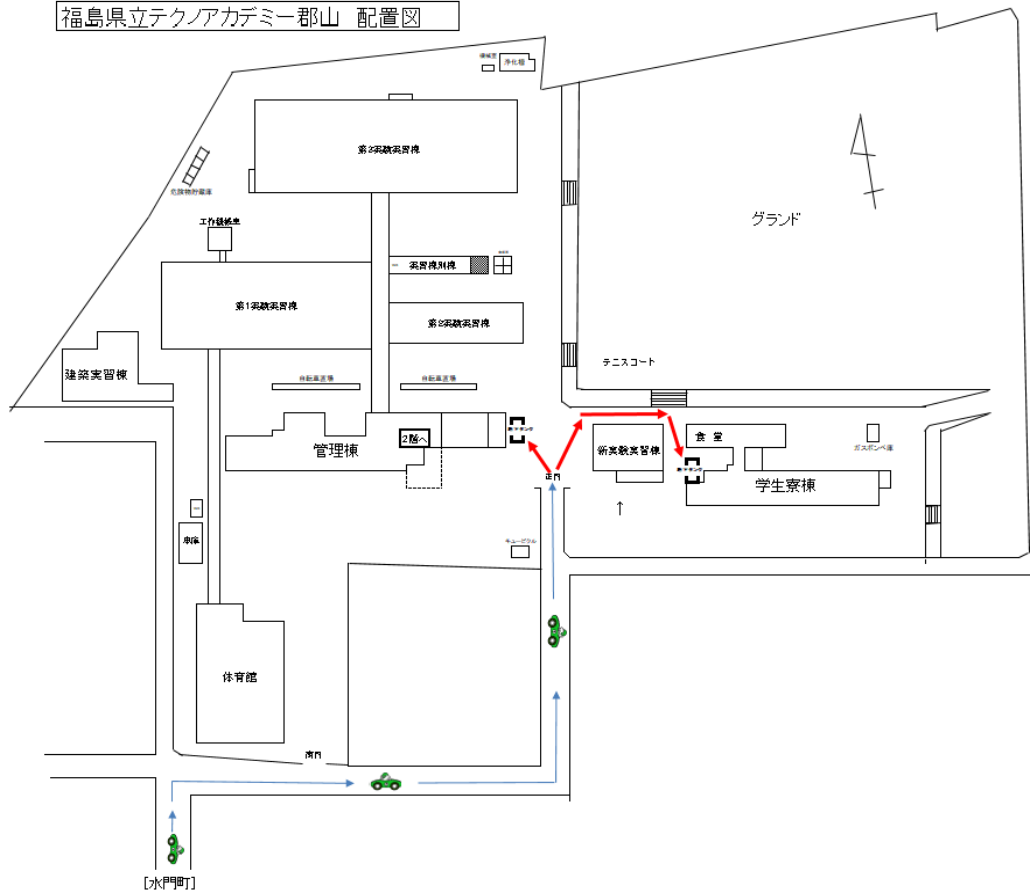 福島県立テクノアカデミー郡山　配置図
機械室
浄化槽
第3実験実習棟
危険物貯蔵庫
工作機械庫
グランド
実習棟別棟
第1実験実習棟
第2実験実習棟
テニスコート
建築実習棟
自転車置場
自転車置場
管理棟
2階へ
新実験実習棟
食堂
ガスボンベ庫
正門
学生寮棟
↑
車庫
キュービクル
体育館
南門
[水門町]